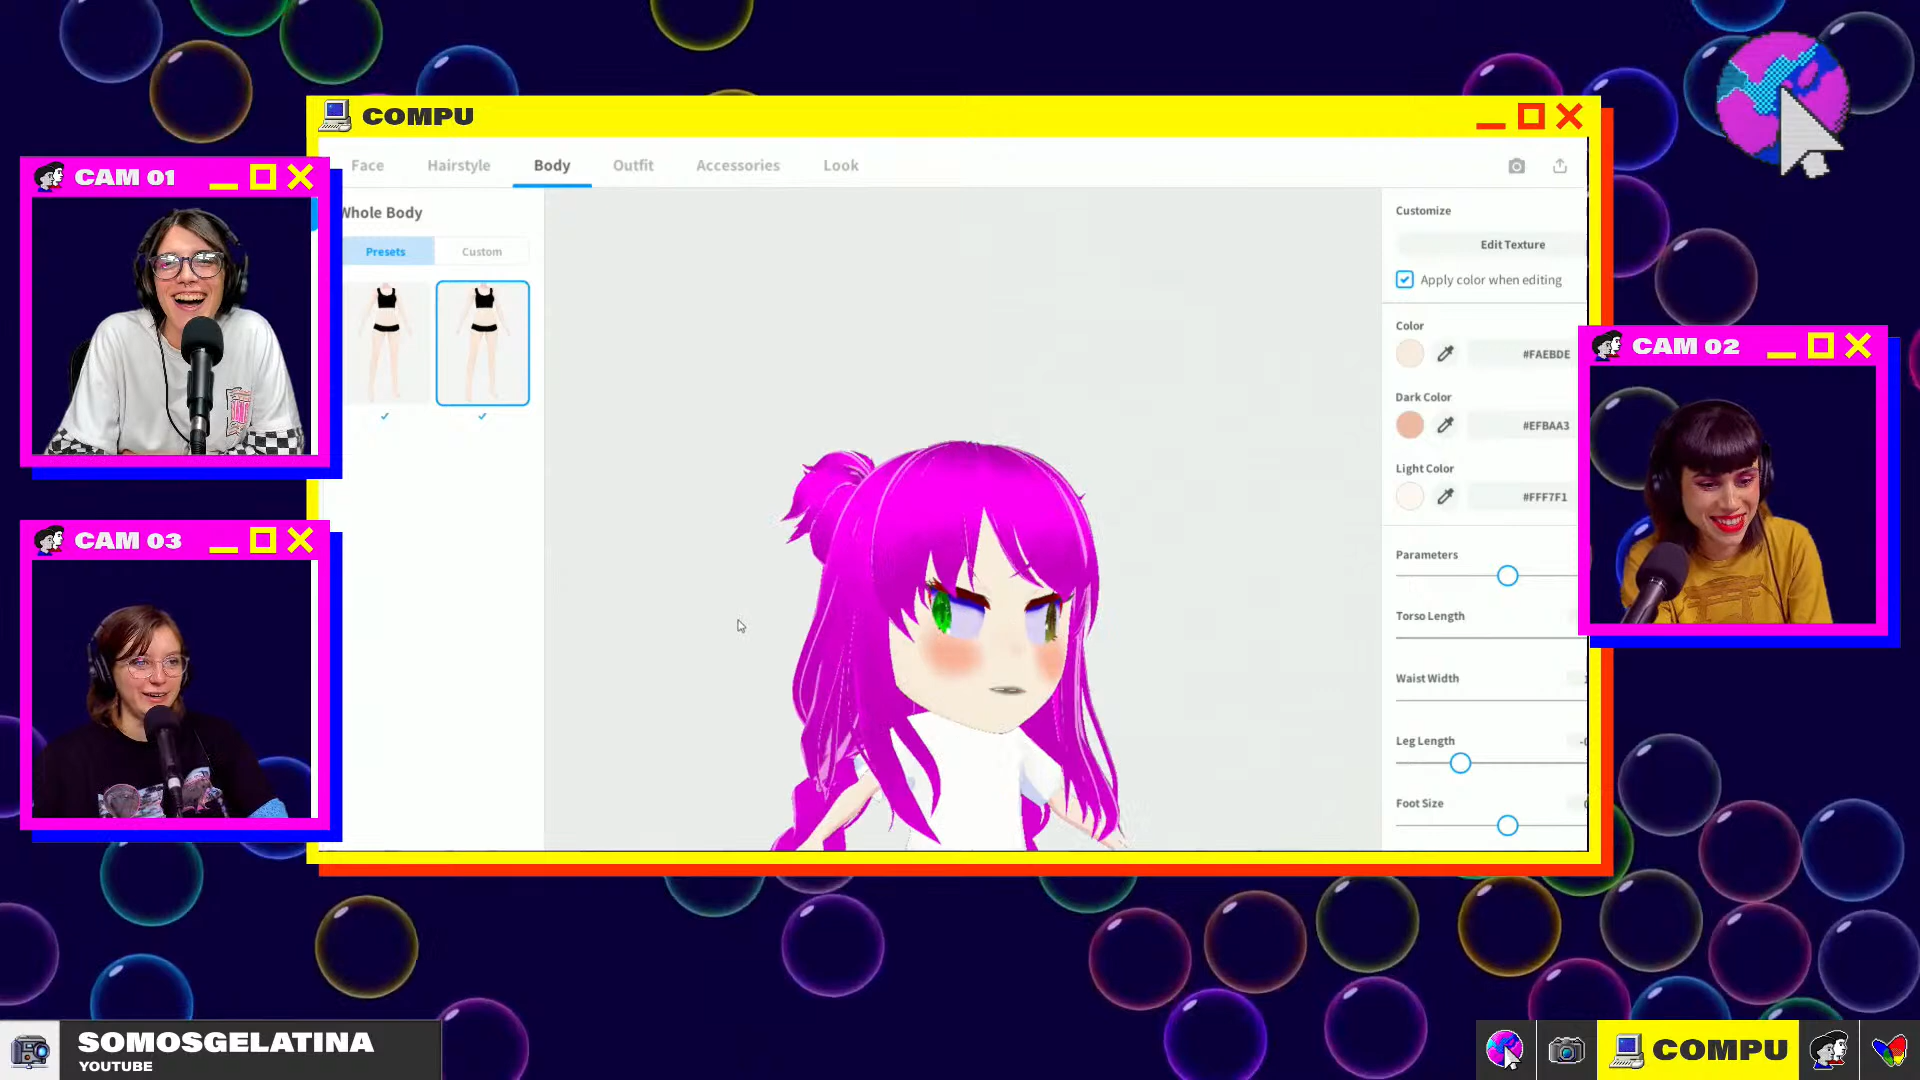 COMPU
CAM 01
Face
Hairstyle
Body
Outfit
Accessories
Look
Whole Body
Presets
Custom
Customize
Edit Texture
Apply color when editing
Color
#FAEBDE
Dark Color
#EFBAA3
Light Color
#FFF7F1
Parameters
Torso Length
Waist Width
Leg Length
Foot Size
CAM 02
CAM 03
SOMOSGELATINA
YOUTUBE
COMPU